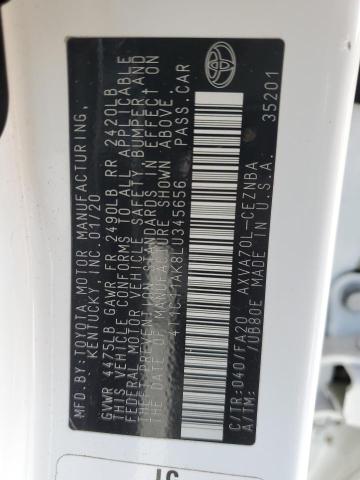 MFD. BY: TOYOTA MOTOR MANUFACTURING,
KENTUCKY, INC. 01/20
GVWR 4475LB GAWR FR 2490LB RR 2420LB
THIS VEHICLE CONFORMS TO ALL APPLICABLE
FEDERAL MOTOR VEHICLE SAFETY BUMPER, AND
THEFT PREVENTION STANDARDS IN EFFECT ON
THE DATE OF MANUFACTURE SHOWN ABOVE.
PASS. CAR
C/TR: 040/FA20 AXVA70L-CEZNBA
A/TM: /UB80E MADE IN U.S.A.
35201
TOYOTA